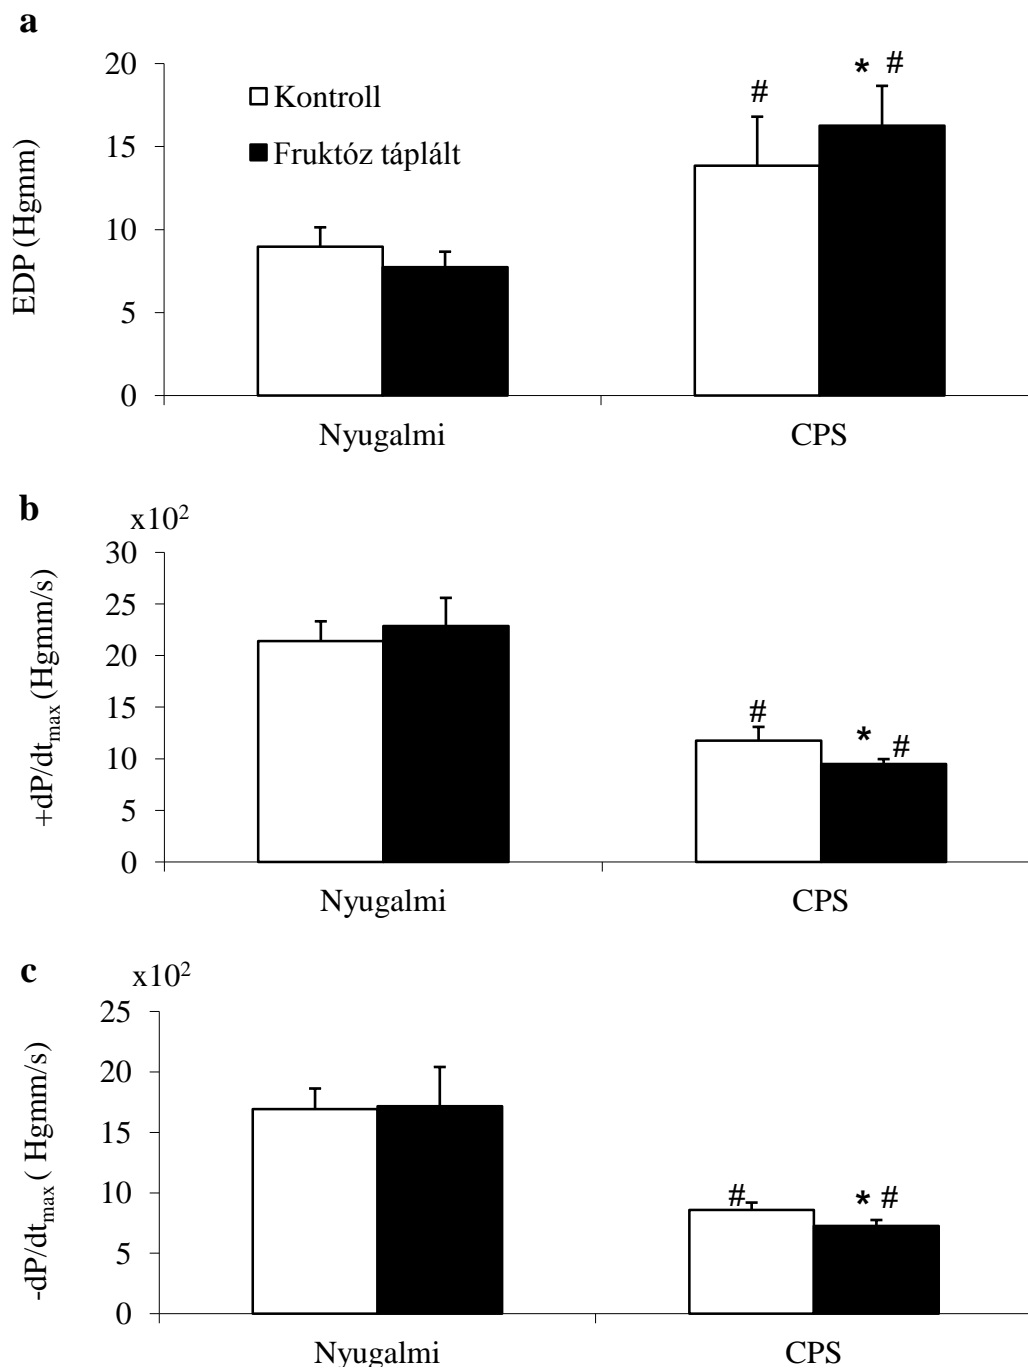 a
EDP (Hgmm)
20
15
10
5
0
Kontroll
Fruktóz táplált
#
* #
Nyugalmi CPS
b
x10²
+dP/dtmax (Hgmm/s)
30
25
20
15
10
5
0
#
* #
Nyugalmi CPS
c
x10²
-dP/dtmax ( Hgmm/s)
25
20
15
10
5
0
#
* #
Nyugalmi CPS